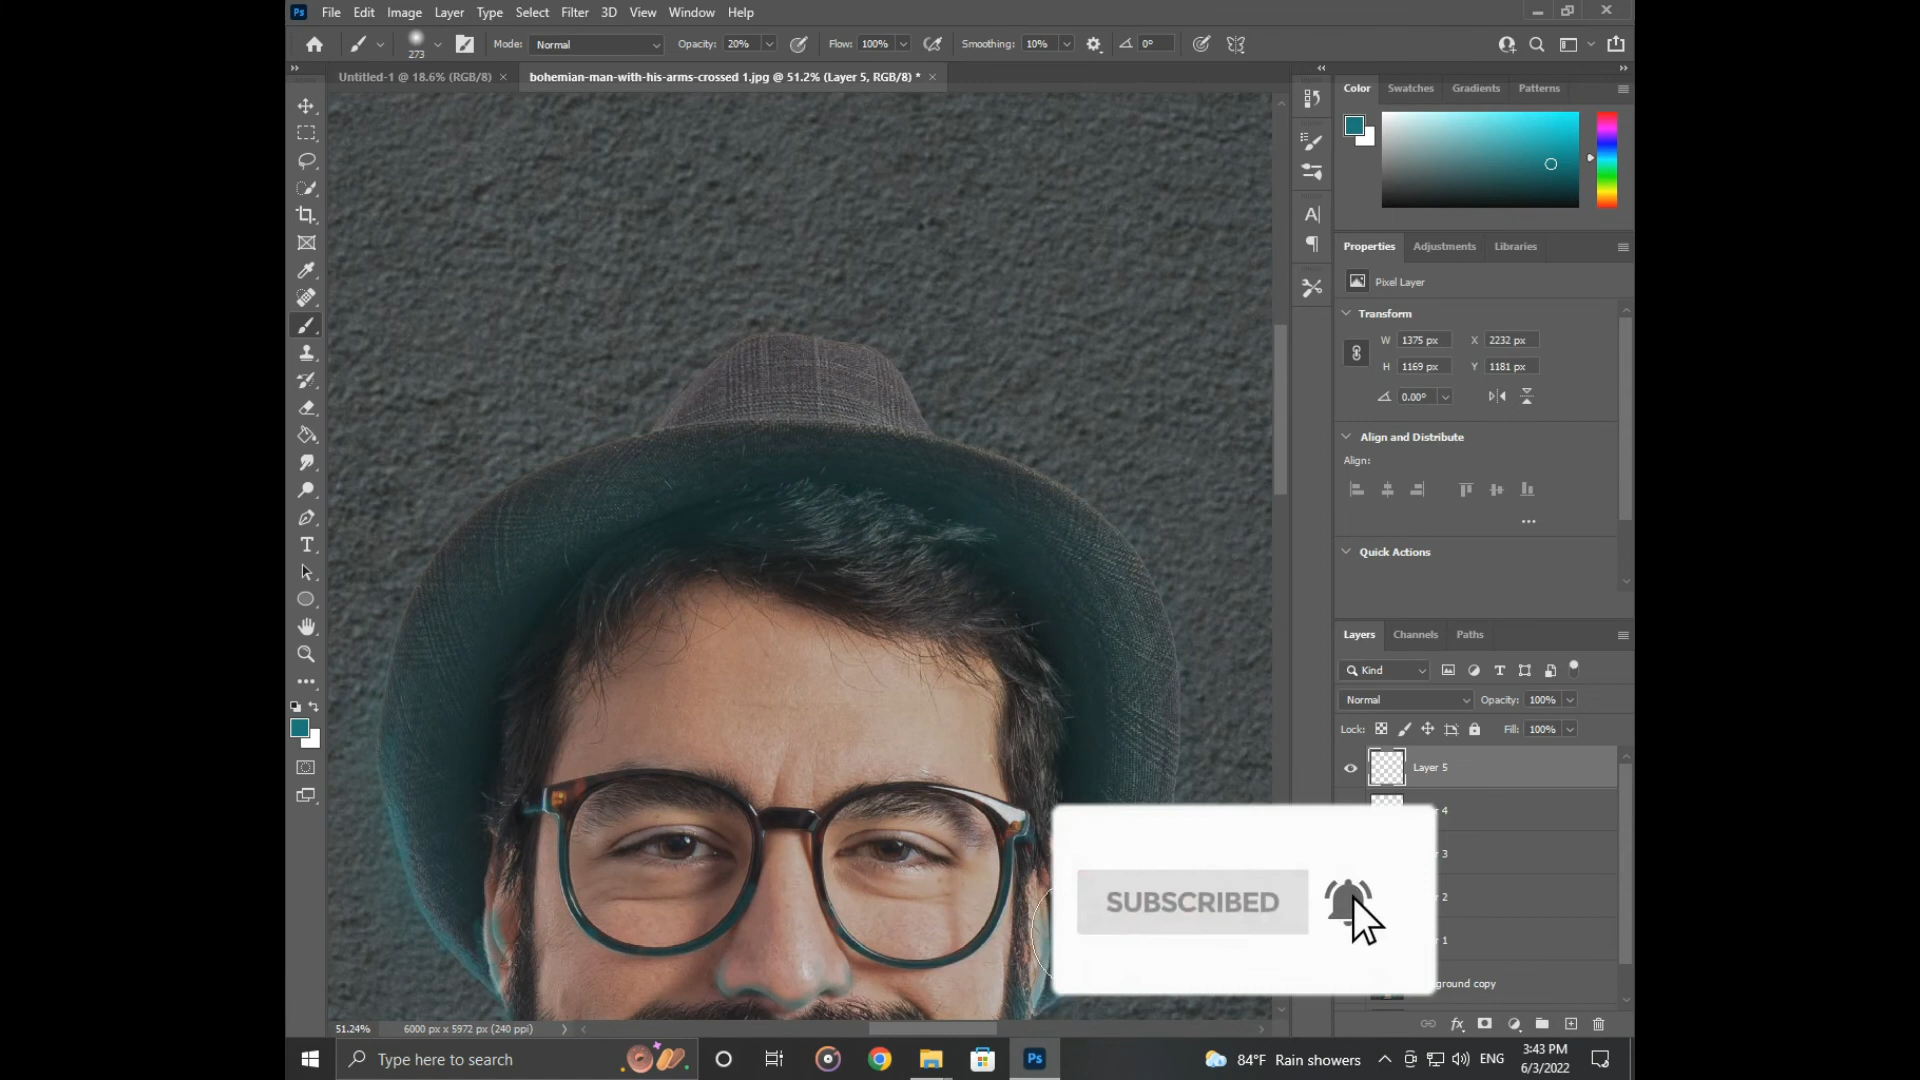 Ps File Edit Image Layer Type Select Filter 3D View Window Help
273 Mode: Normal Opacity: 20% Flow: 100% Smoothing: 10% 0°
Untitled-1 @ 18.6% (RGB/8) × bohemian-man-with-his-arms-crossed 1.jpg @ 51.2% (Layer 5, RGB/8) * ×
Color Swatches Gradients Patterns
Properties Adjustments Libraries
Pixel Layer
Transform
W 1375 px X 2232 px
H 1169 px Y 1181 px
0.00°
Align and Distribute
Align:
Quick Actions
Layers Channels Paths
Kind
Normal Opacity: 100%
Lock: Fill: 100%
Layer 5
4
3
2
1
ground copy
SUBSCRIBED
51.24% 6000 px x 5972 px (240 ppi)
Type here to search
Ps
84°F Rain showers ENG 3:43 PM
6/3/2022